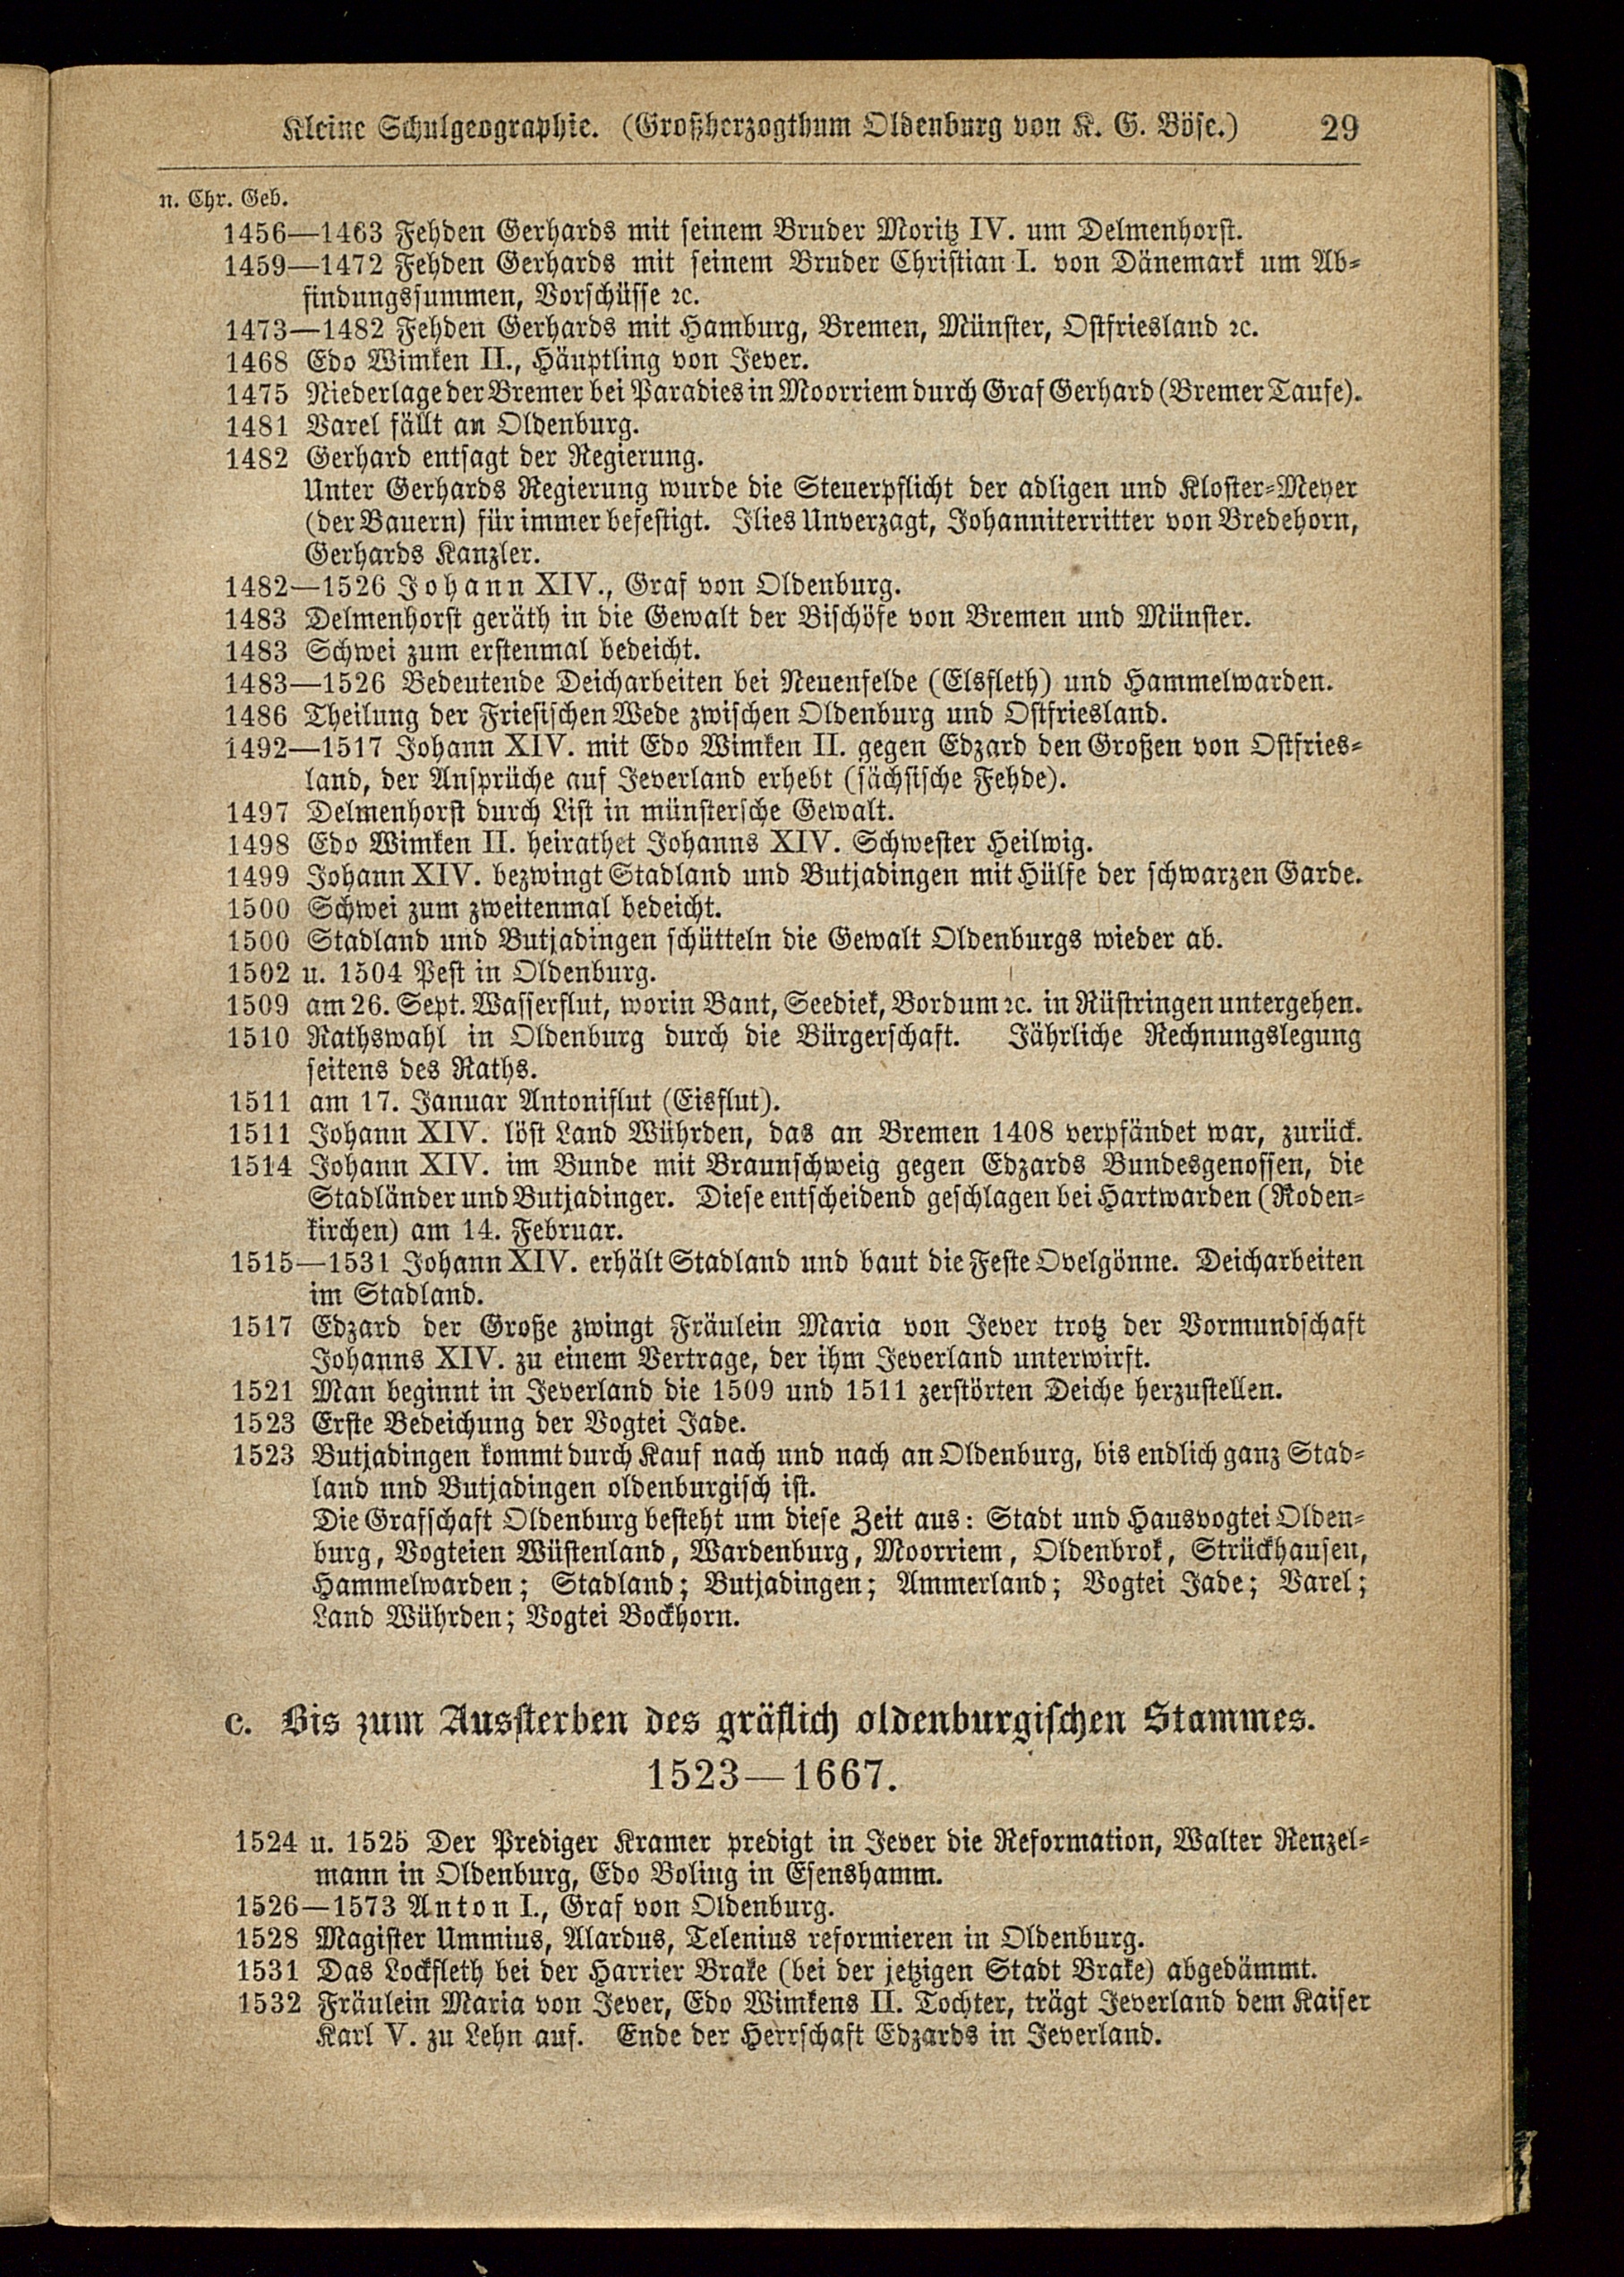 Kleine Schulgeographie. (Großherzogthum Oldenburg von K. G. Böse.) 29
n. Chr. Geb.
1456—1463 Fehden Gerhards mit seinem Bruder Moritz IV. um Delmenhorst.
1459—1472 Fehden Gerhards mit seinem Bruder Christian I. von Dänemark um Ab-
findungssummen, Vorschüsse ꝛc.
1473—1482 Fehden Gerhards mit Hamburg, Bremen, Münster, Ostfriesland ꝛc.
1468 Edo Wimken II., Häuptling von Jever.
1475 Niederlage der Bremer bei Paradies in Moorriem durch Graf Gerhard (Bremer Taufe).
1481 Varel fällt an Oldenburg.
1482 Gerhard entsagt der Regierung.
Unter Gerhards Regierung wurde die Steuerpflicht der adligen und Kloster-Meyer
(der Bauern) für immer befestigt. Ilies Unverzagt, Johanniterritter von Bredehorn,
Gerhards Kanzler.
1482—1526 Johann XIV., Graf von Oldenburg.
1483 Delmenhorst geräth in die Gewalt der Bischöfe von Bremen und Münster.
1483 Schwei zum erstenmal bedeicht.
1483—1526 Bedeutende Deicharbeiten bei Neuenfelde (Elsfleth) und Hammelwarden.
1486 Theilung der Friesischen Wede zwischen Oldenburg und Ostfriesland.
1492—1517 Johann XIV. mit Edo Wimken II. gegen Edzard den Großen von Ostfries-
land, der Ansprüche auf Jeverland erhebt (sächsische Fehde).
1497 Delmenhorst durch List in münstersche Gewalt.
1498 Edo Wimken II. heirathet Johanns XIV. Schwester Heilwig.
1499 Johann XIV. bezwingt Stadland und Butjadingen mit Hülfe der schwarzen Garde.
1500 Schwei zum zweitenmal bedeicht.
1500 Stadland und Butjadingen schütteln die Gewalt Oldenburgs wieder ab.
1502 u. 1504 Pest in Oldenburg.
1509 am 26. Sept. Wasserflut, worin Bant, Seediek, Bordum ꝛc. in Rüstringen untergehen.
1510 Rathswahl in Oldenburg durch die Bürgerschaft. Jährliche Rechnungslegung
seitens des Raths.
1511 am 17. Januar Antoniflut (Eisflut).
1511 Johann XIV. löst Land Wührden, das an Bremen 1408 verpfändet war, zurück.
1514 Johann XIV. im Bunde mit Braunschweig gegen Edzards Bundesgenossen, die
Stadländer und Butjadinger. Diese entscheidend geschlagen bei Hartwarden (Roden-
kirchen) am 14. Februar.
1515—1531 Johann XIV. erhält Stadland und baut die Feste Ovelgönne. Deicharbeiten
im Stadland.
1517 Edzard der Große zwingt Fräulein Maria von Jever trotz der Vormundschaft
Johanns XIV. zu einem Vertrage, der ihm Jeverland unterwirft.
1521 Man beginnt in Jeverland die 1509 und 1511 zerstörten Deiche herzustellen.
1523 Erste Bedeichung der Vogtei Jade.
1523 Butjadingen kommt durch Kauf nach und nach an Oldenburg, bis endlich ganz Stad-
land und Butjadingen oldenburgisch ist.
Die Grafschaft Oldenburg besteht um diese Zeit aus: Stadt und Hausvogtei Olden-
burg, Vogteien Wüstenland, Wardenburg, Moorriem, Oldenbrok, Strückhausen,
Hammelwarden; Stadland; Butjadingen; Ammerland; Vogtei Jade; Varel;
Land Wührden; Vogtei Bockhorn.
c. Bis zum Aussterben des gräflich oldenburgischen Stammes.
1523—1667.
1524 u. 1525 Der Prediger Kramer predigt in Jever die Reformation, Walter Renzel-
mann in Oldenburg, Edo Boling in Esenshamm.
1526—1573 Anton I., Graf von Oldenburg.
1528 Magister Ummius, Alardus, Telenius reformieren in Oldenburg.
1531 Das Lockfleth bei der Harrier Brake (bei der jetzigen Stadt Brake) abgedämmt.
1532 Fräulein Maria von Jever, Edo Wimkens II. Tochter, trägt Jeverland dem Kaiser
Karl V. zu Lehn auf. Ende der Herrschaft Edzards in Jeverland.